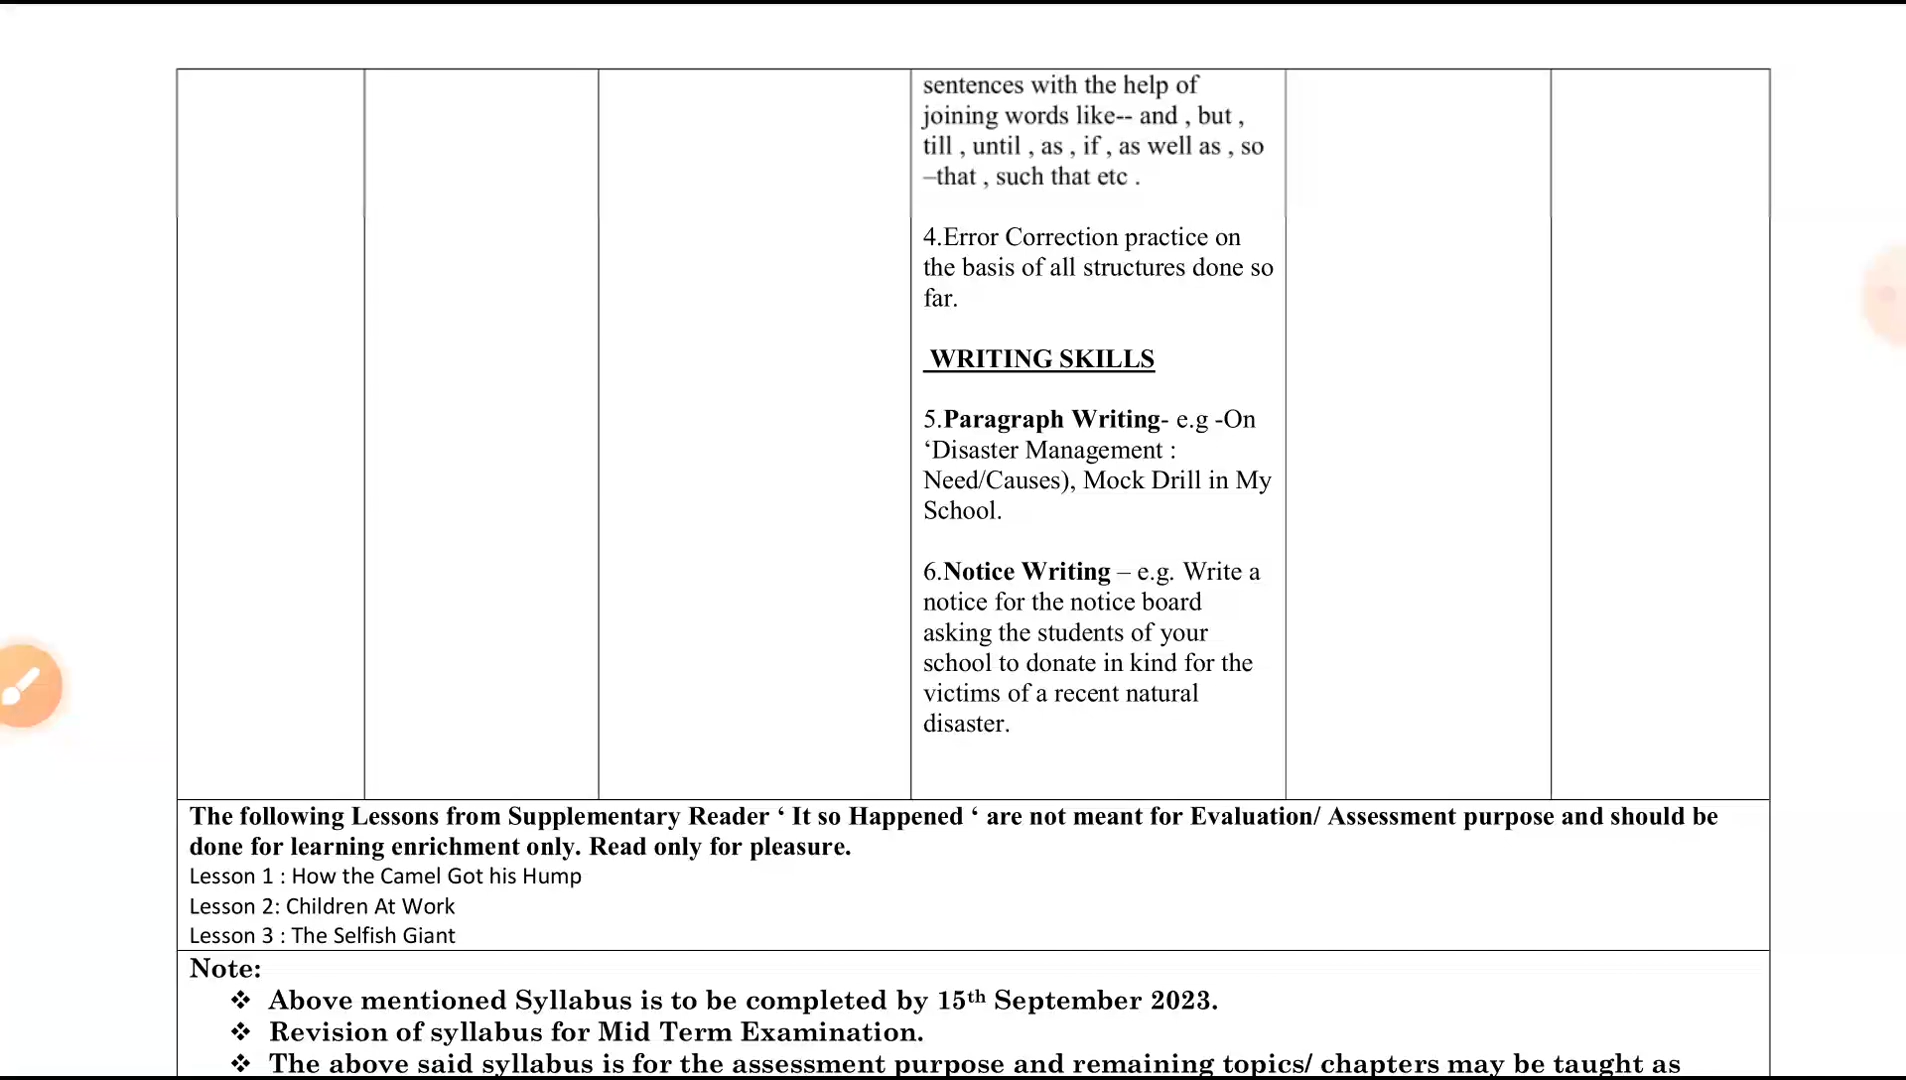 sentences with the help of
joining words like-- and , but ,
till , until , as , if , as well as , so
–that , such that etc .
4.Error Correction practice on
the basis of all structures done so
far.
WRITING SKILLS
5.Paragraph Writing- e.g -On
‘Disaster Management :
Need/Causes), Mock Drill in My
School.
6.Notice Writing – e.g. Write a
notice for the notice board
asking the students of your
school to donate in kind for the
victims of a recent natural
disaster.
The following Lessons from Supplementary Reader ‘ It so Happened ‘ are not meant for Evaluation/ Assessment purpose and should be
done for learning enrichment only. Read only for pleasure.
Lesson 1 : How the Camel Got his Hump
Lesson 2: Children At Work
Lesson 3 : The Selfish Giant
Note:
❖ Above mentioned Syllabus is to be completed by 15th September 2023.
❖ Revision of syllabus for Mid Term Examination.
❖ The above said syllabus is for the assessment purpose and remaining topics/ chapters may be taught as